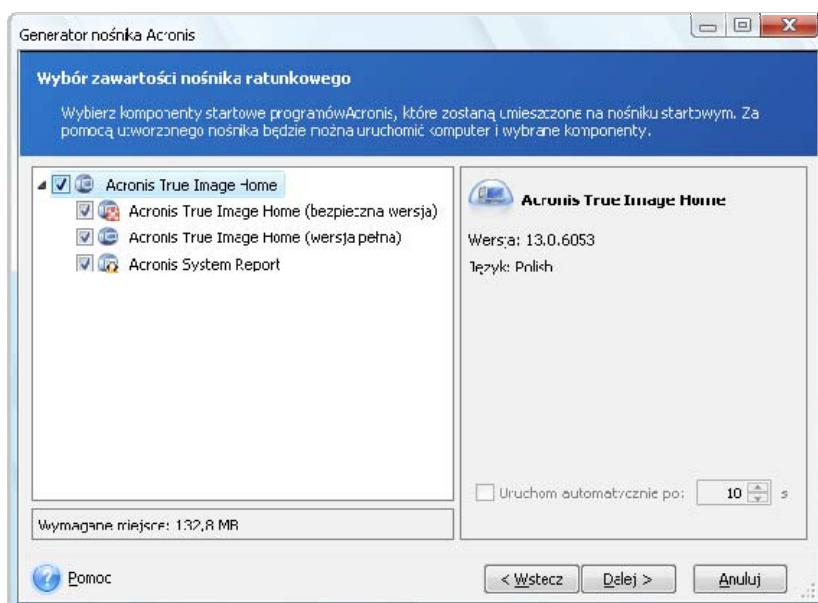 Generator nośnika Acronis
Wybór zawartości nośnika ratunkowego
Wybierz komponenty startowe programówAcronis, które zostaną umieszczone na nośniku startowym. Za
pomocą utworzonego nośnika będzie można uruchomić komputer i wybrane komponenty.
Acronis True Image Home
Acronis True Image Home (bezpieczna wersja)
Acronis True Image Home (wersja pełna)
Acronis System Report
Wymagane miejsce: 132,8 MB
Acronis True Image Home
Wersja: 13.0.6053
Język: Polish
Uruchom automatycznie po: 10 s
Pomoc
< Wstecz
Dalej >
Anuluj